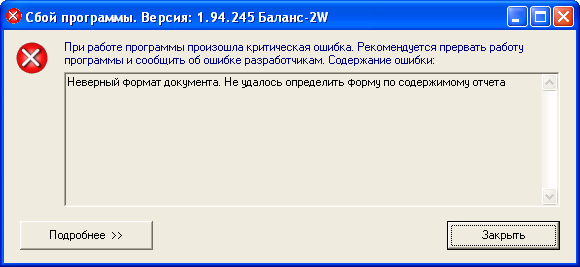 Сбой программы. Версия: 1.94.245 Баланс-2W
При работе программы произошла критическая ошибка. Рекомендуется прервать работу
программы и сообщить об ошибке разработчикам. Содержание ошибки:
Неверный формат документа. Не удалось определить форму по содержимому отчета
Подробнее >>
Закрыть